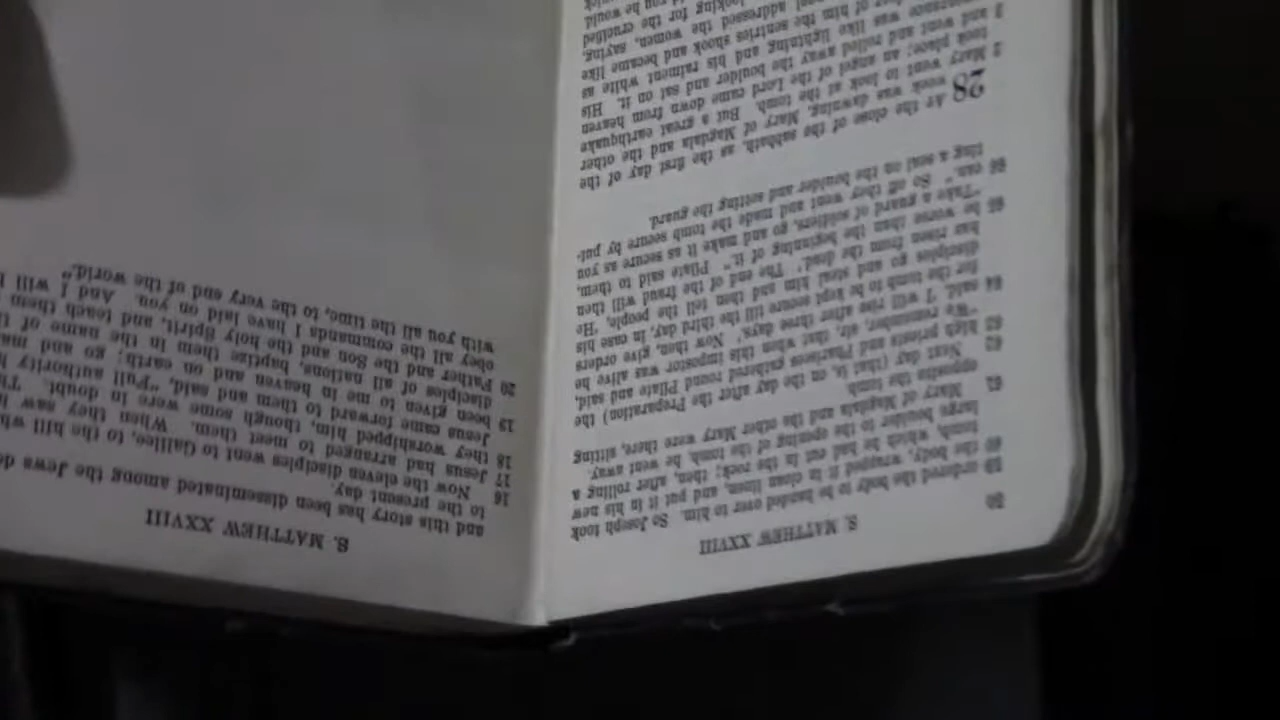 50 S. MATTHEW XXVIII
ordered the body to be handed over to him. So Joseph took
59 the body, wrapped it in clean linen, and put it in his new
60 tomb, which he had cut in the rock; then, after rolling a
large boulder to the opening of the tomb, he went away.
61 Mary of Magdala and the other Mary were there, sitting
opposite the tomb.
62 Next day (that is, on the day after the Preparation) the
high priests and Pharisees gathered round Pilate and said,
63 "We remember, sir, that when this impostor was alive he
said, 'I will rise after three days.' Now then, give orders
64 for the tomb to be kept secure till the third day, in case his
disciples go and steal him and then tell the people, 'He
has risen from the dead.' The end of the fraud will then
be worse than the beginning of it." Pilate said to them,
65 "Take a guard of soldiers, go and make it as secure as you
66 can." So off they went and made the tomb secure by put-
ting a seal on the boulder and setting the guard.
28 At the close of the sabbath, as the first day of the
week was dawning, Mary of Magdala and the other
2 Mary went to look at the tomb. But a great earthquake
took place; an angel of the Lord came down from heaven
3 and went and rolled away the boulder and sat on it. His
appearance was like lightning and his raiment white as
of him the sentries shook and became like
addressed the women, saying,
looking for the crucified
he would
S. MATTHEW XXVIII
and this story has been disseminated among the Jews
to the present day.
16 Now the eleven disciples went to Galilee, to the hill
17 Jesus had arranged to meet them. When they saw
18 they worshipped him, though some were in doubt.
Jesus came forward to them and said, "Full authority
19 been given to me in heaven and on earth; go and
disciples of all nations, baptize them in the name of
20 Father and the Son and the holy Spirit, and teach them
obey all the commands I have laid on you. And I will
with you all the time, to the very end of the world."